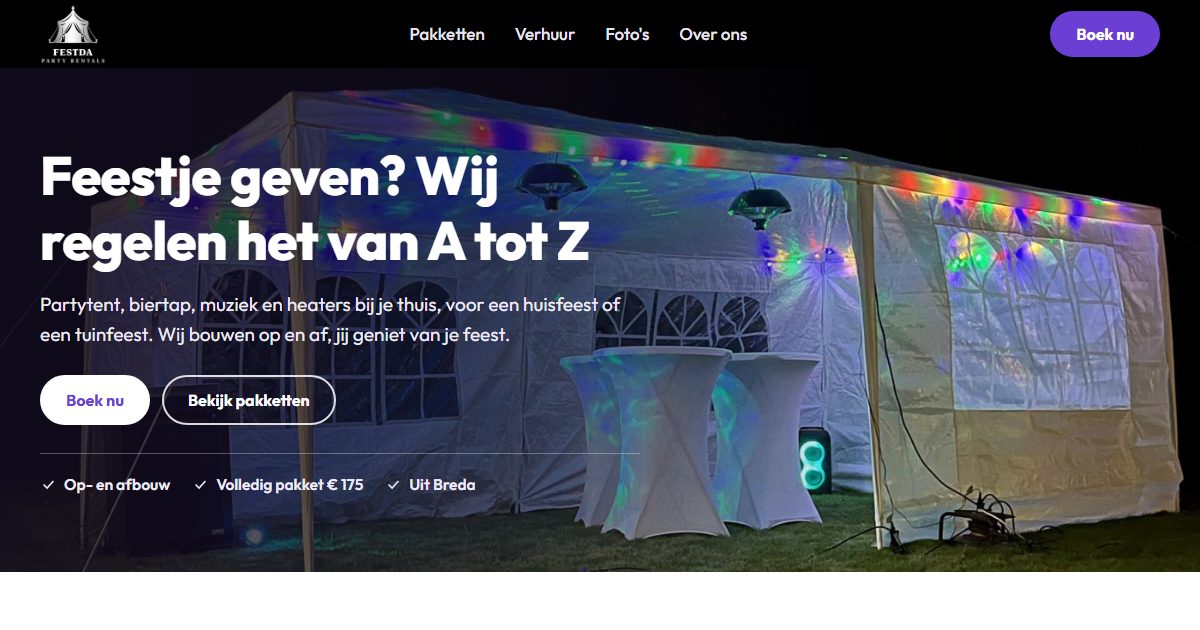 FESTDA
PARTY RENTALS
Pakketten
Verhuur
Foto's
Over ons
Boek nu
Feestje geven? Wij
regelen het van A tot Z
Partytent, biertap, muziek en heaters bij je thuis, voor een huisfeest of
een tuinfeest. Wij bouwen op en af, jij geniet van je feest.
Boek nu
Bekijk pakketten
Op- en afbouw
Volledig pakket € 175
Uit Breda